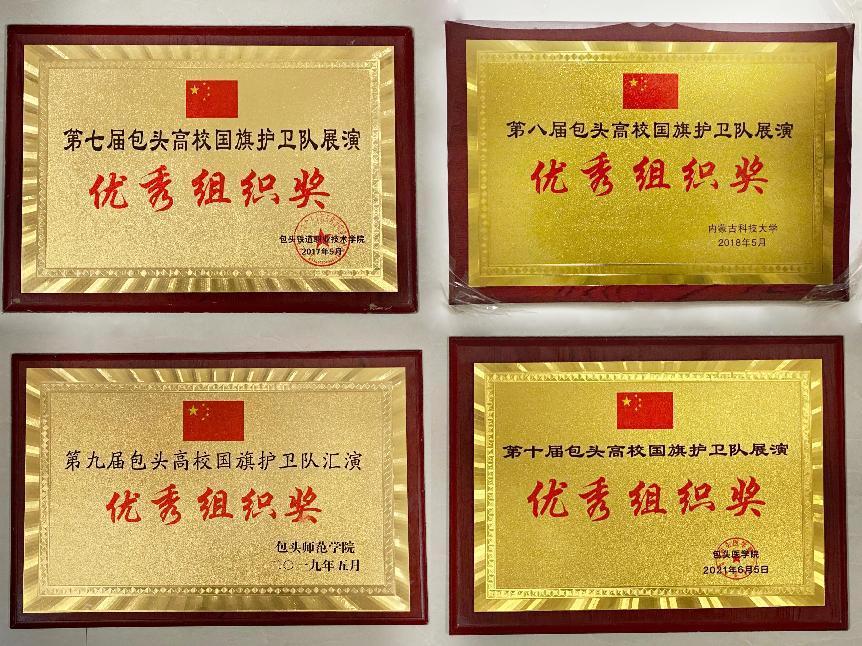 第七届包头高校国旗护卫队展演
优秀组织奖
包头铁道职业技术学院
2017年5月
第八届包头高校国旗护卫队展演
优秀组织奖
内蒙古科技大学
2018年5月
第九届包头高校国旗护卫队汇演
优秀组织奖
包头师范学院
二〇一九年五月
第十届包头高校国旗护卫队展演
优秀组织奖
包头医学院
2021年6月5日